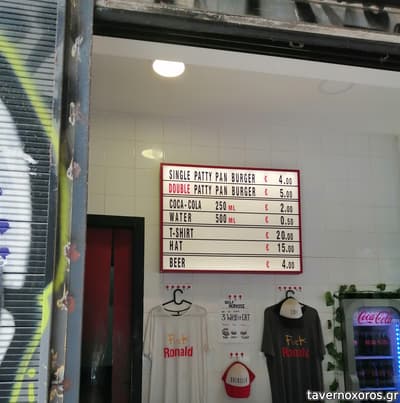 SINGLE PATTY PAN BURGER € 4.00
DOUBLE PATTY PAN BURGER € 5.00
COCA-COLA 250 ML € 2.00
WATER 500 ML € 0.50
T-SHIRT € 20.00
HAT € 15.00
BEER € 4.00
Coca-Cola
Ronald
Ronald
tavernoxoros.gr